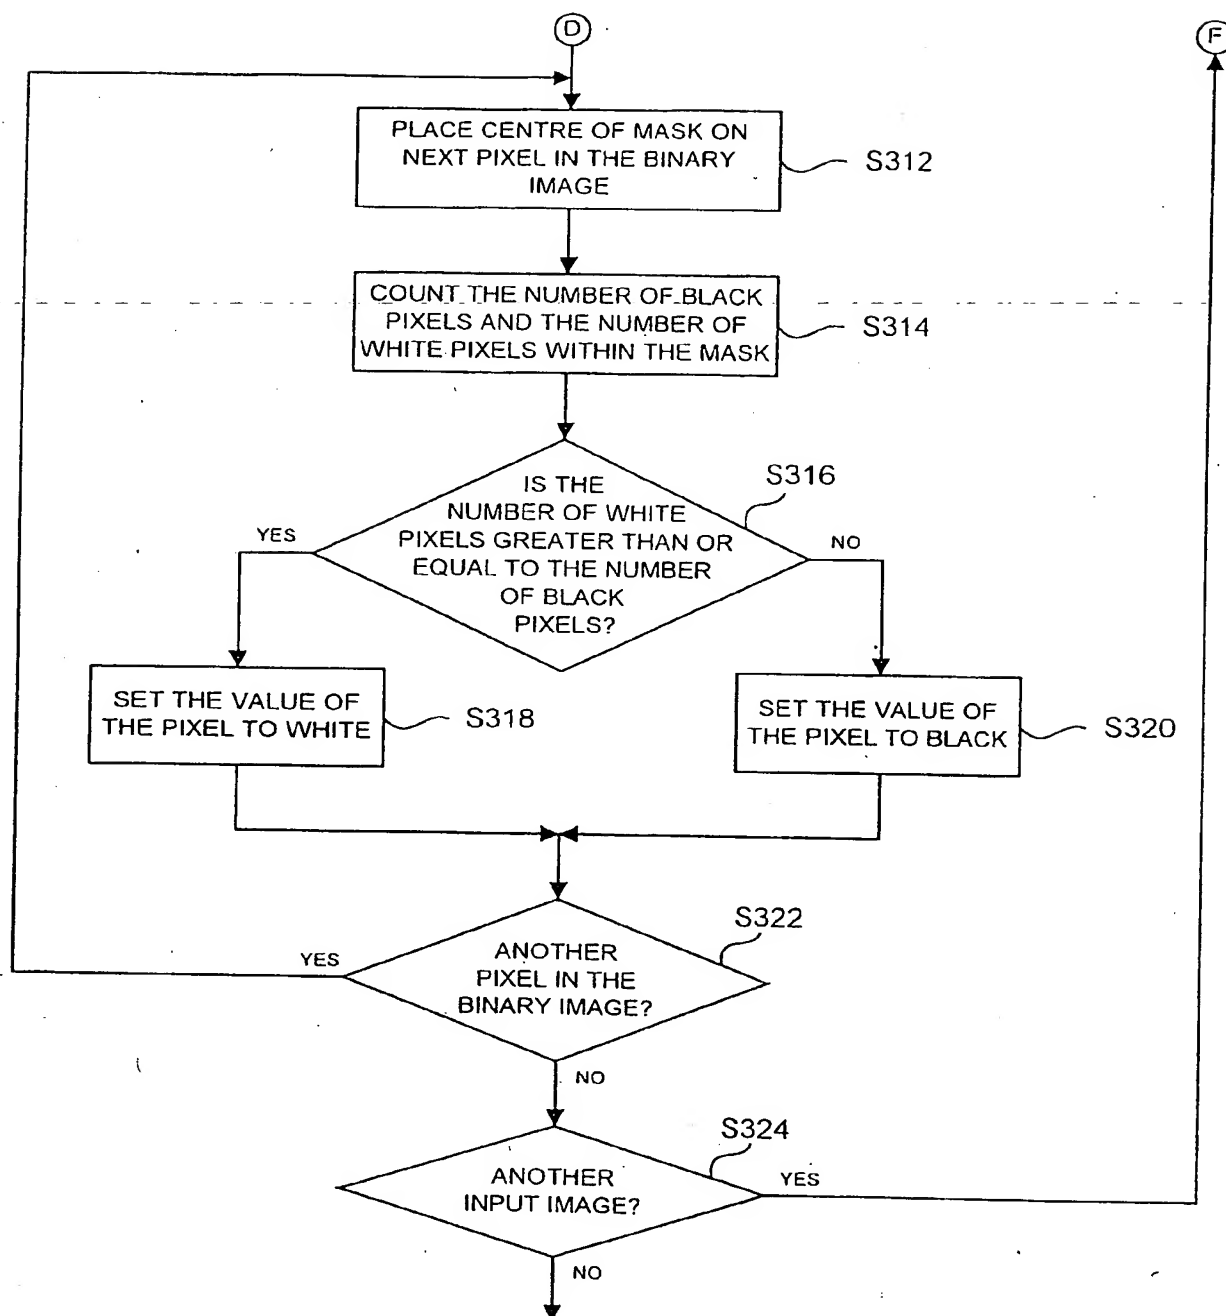 D
F
PLACE CENTRE OF MASK ON
NEXT PIXEL IN THE BINARY
IMAGE
S312
COUNT THE NUMBER OF BLACK
PIXELS AND THE NUMBER OF
WHITE PIXELS WITHIN THE MASK
S314
IS THE
NUMBER OF WHITE
PIXELS GREATER THAN OR
EQUAL TO THE NUMBER
OF BLACK
PIXELS?
S316
YES
NO
SET THE VALUE OF
THE PIXEL TO WHITE
S318
SET THE VALUE OF
THE PIXEL TO BLACK
S320
ANOTHER
PIXEL IN THE
BINARY IMAGE?
S322
YES
NO
ANOTHER
INPUT IMAGE?
S324
YES
NO